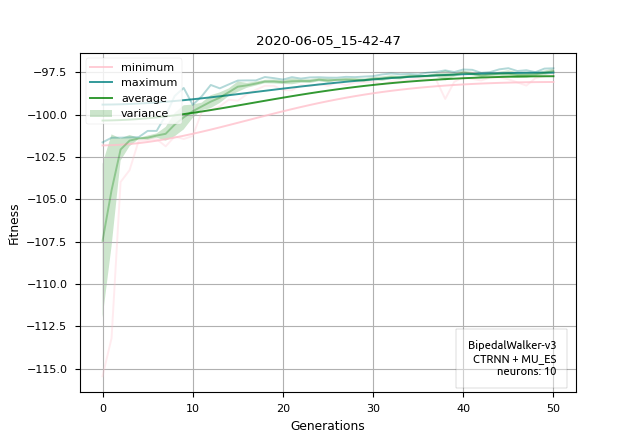 2020-06-05_15-42-47
minimum
maximum
average
variance
−97.5
−100.0
−102.5
−105.0
−107.5
−110.0
−112.5
−115.0
Fitness
BipedalWalker-v3
CTRNN + MU_ES
neurons: 10
0 10 20 30 40 50
Generations